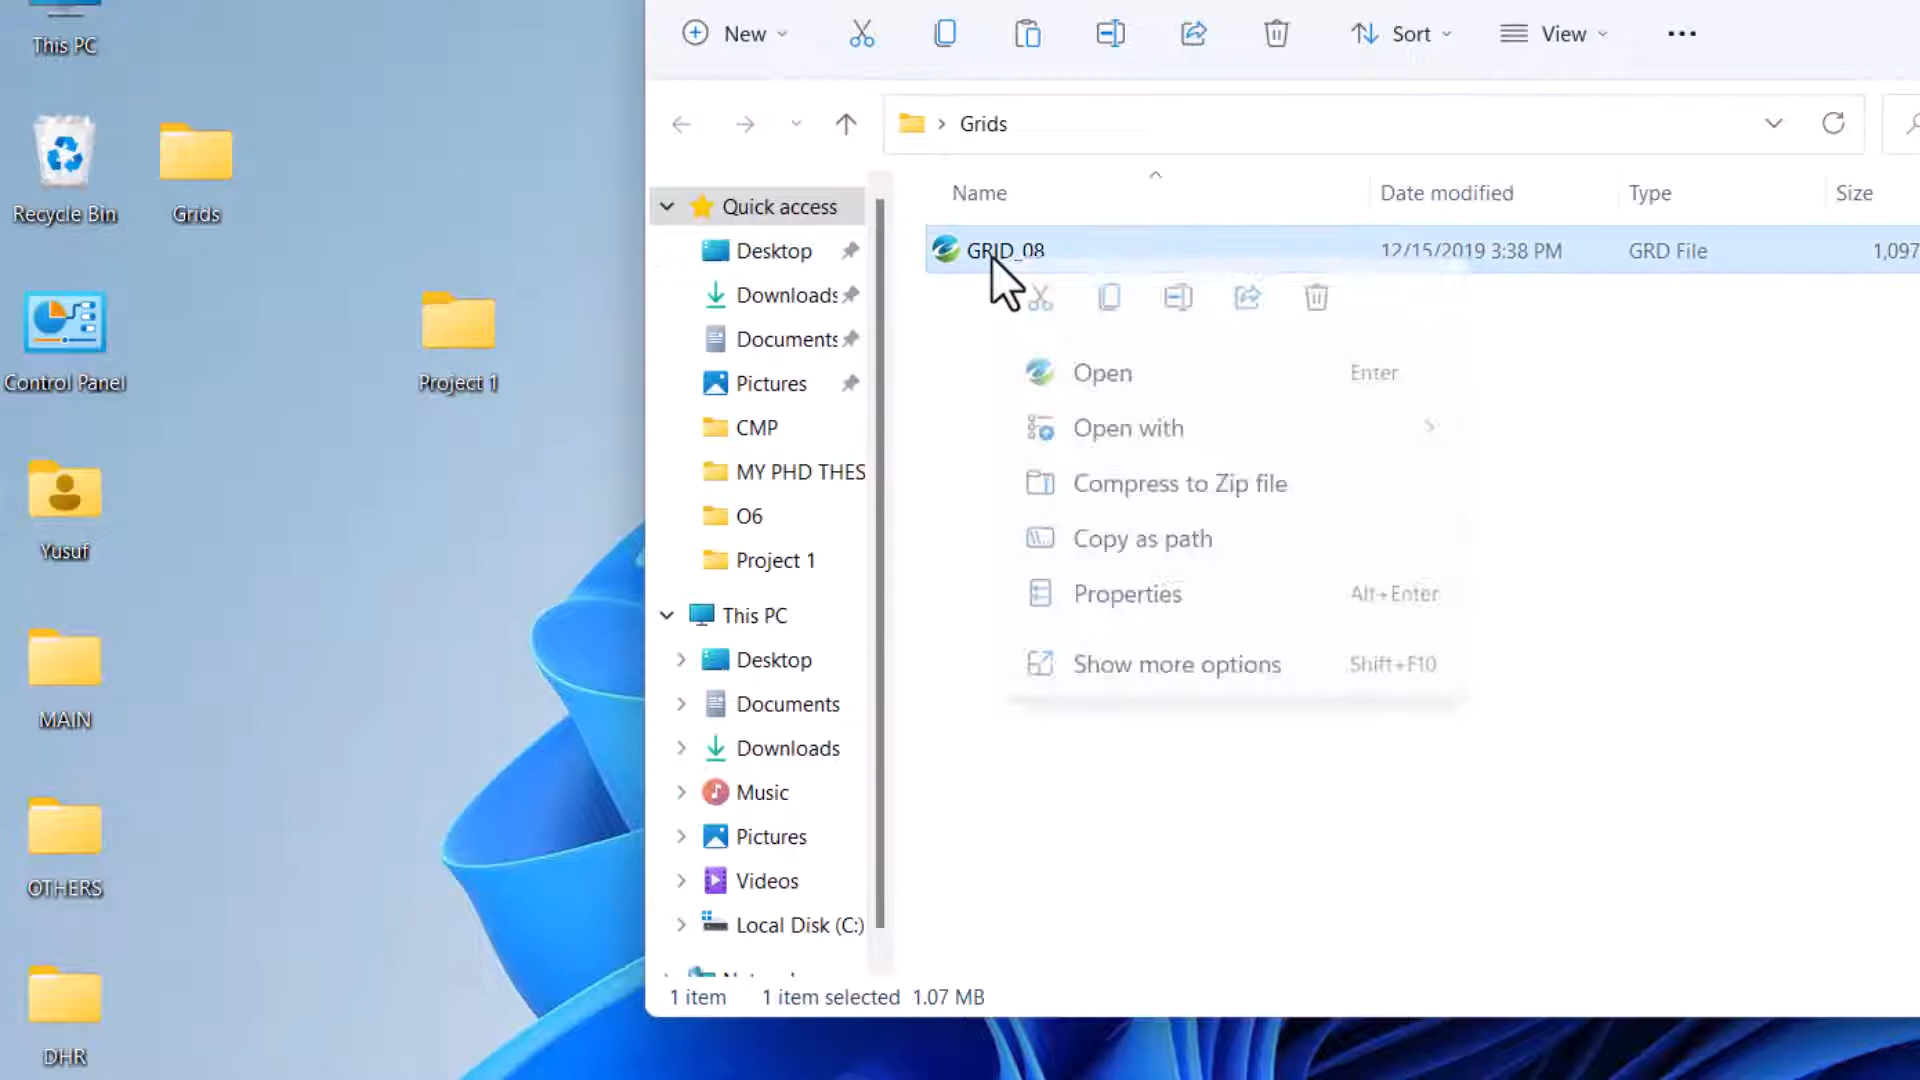 This PC
Recycle Bin
Grids
Control Panel
Project 1
Yusuf
MAIN
OTHERS
DHR
New
Sort
View
Grids
Name
Date modified
Type
Size
Quick access
GRID_08
12/15/2019 3:38 PM
GRD File
1,097
Desktop
Downloads
Documents
Pictures
CMP
MY PHD THES
O6
Project 1
This PC
Desktop
Documents
Downloads
Music
Pictures
Videos
Local Disk (C:)
Open Enter
Open with
Compress to Zip file
Copy as path
Properties Alt+Enter
Show more options Shift+F10
1 item 1 item selected 1.07 MB